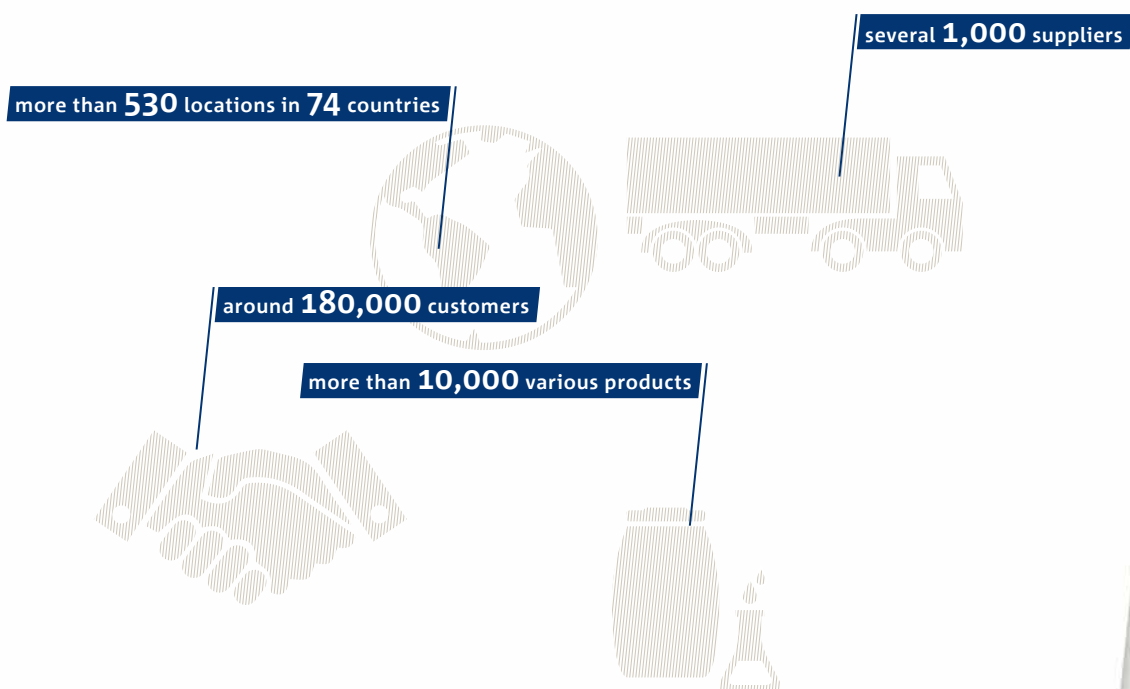 several 1,000 suppliers
more than 530 locations in 74 countries
around 180,000 customers
more than 10,000 various products